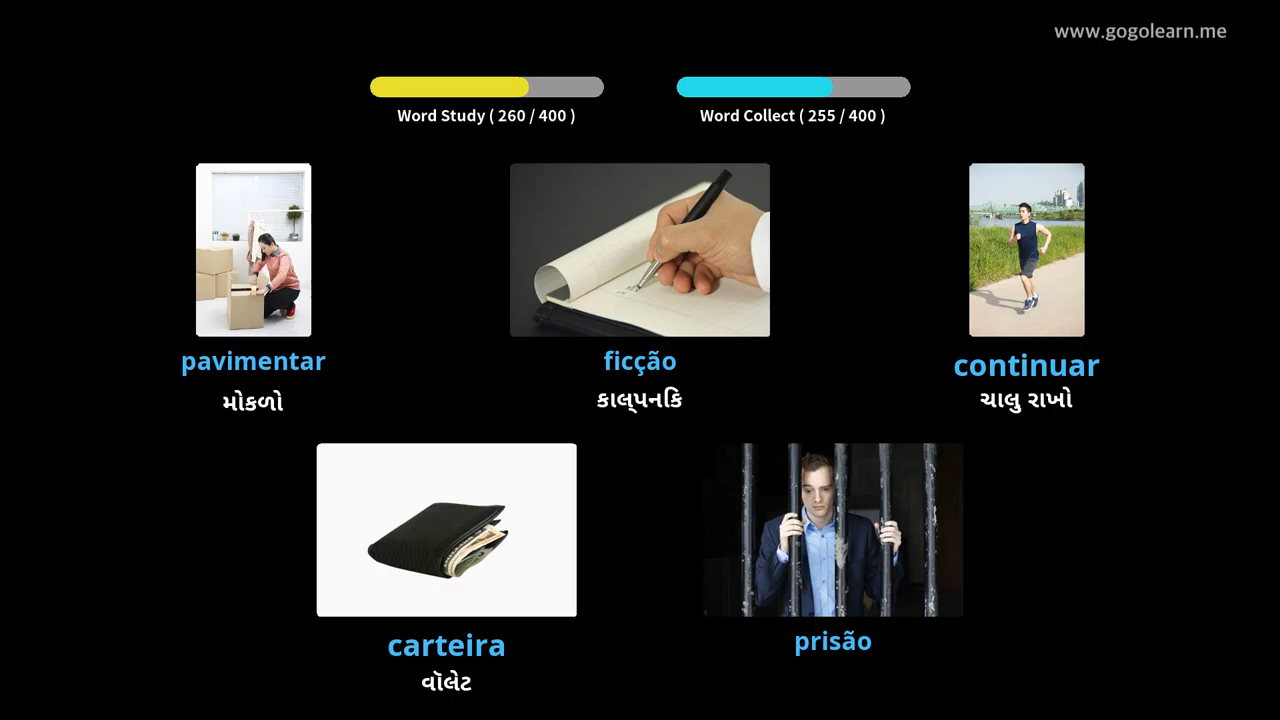 www.gogolearn.me
Word Study ( 260 / 400 )
Word Collect ( 255 / 400 )
pavimentar
ficção
continuar
મોકળો
કાલ્પનિક
ચાલુ રાખો
carteira
prisão
વૉલેટ